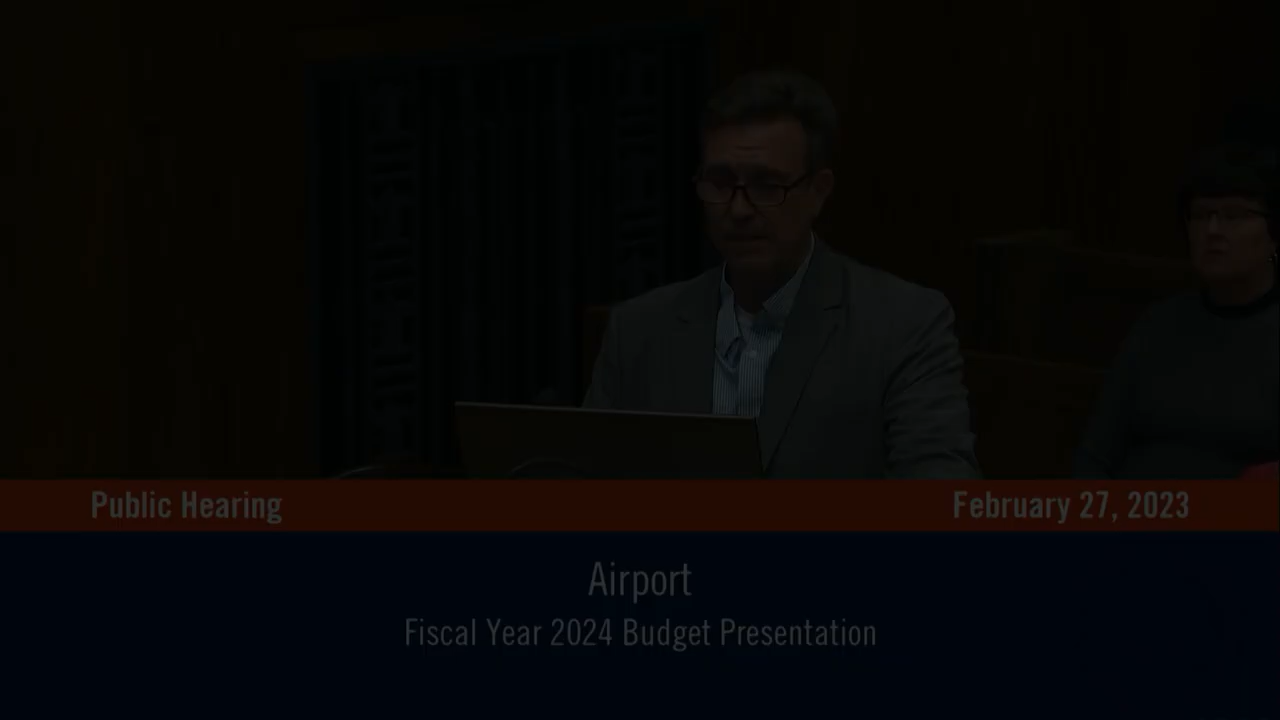 Public Hearing
February 27, 2023
Airport
Fiscal Year 2024 Budget Presentation